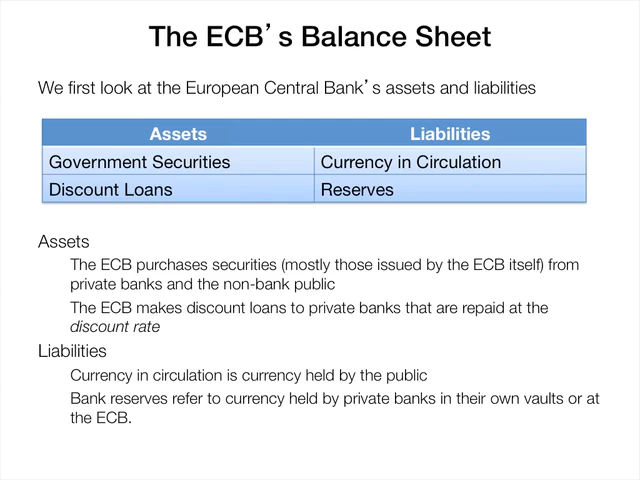 The ECB’s Balance Sheet
We first look at the European Central Bank’s assets and liabilities
Assets Liabilities
Government Securities Currency in Circulation
Discount Loans Reserves
Assets
The ECB purchases securities (mostly those issued by the ECB itself) from
private banks and the non-bank public
The ECB makes discount loans to private banks that are repaid at the
discount rate
Liabilities
Currency in circulation is currency held by the public
Bank reserves refer to currency held by private banks in their own vaults or at
the ECB.